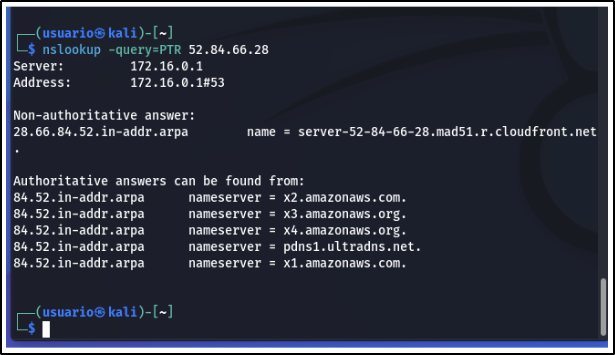 ┌──(usuario㉿kali)-[~]
└─$ nslookup -query=PTR 52.84.66.28
Server:         172.16.0.1
Address:        172.16.0.1#53

Non-authoritative answer:
28.66.84.52.in-addr.arpa        name = server-52-84-66-28.mad51.r.cloudfront.net
.

Authoritative answers can be found from:
84.52.in-addr.arpa      nameserver = x2.amazonaws.com.
84.52.in-addr.arpa      nameserver = x3.amazonaws.org.
84.52.in-addr.arpa      nameserver = x4.amazonaws.org.
84.52.in-addr.arpa      nameserver = pdns1.ultradns.net.
84.52.in-addr.arpa      nameserver = x1.amazonaws.com.

┌──(usuario㉿kali)-[~]
└─$